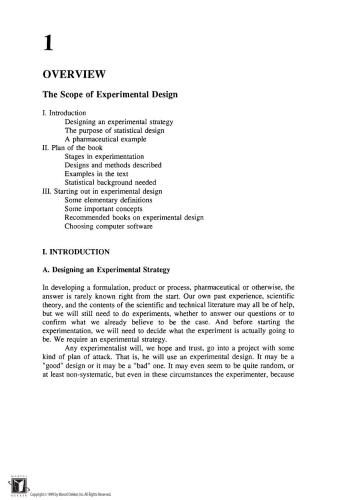 1
OVERVIEW
The Scope of Experimental Design
I. Introduction
Designing an experimental strategy
The purpose of statistical design
A pharmaceutical example
II. Plan of the book
Stages in experimentation
Designs and methods described
Examples in the text
Statistical background needed
III. Starting out in experimental design
Some elementary definitions
Some important concepts
Recommended books on experimental design
Choosing computer software
I. INTRODUCTION
A. Designing an Experimental Strategy
In developing a formulation, product or process, pharmaceutical or otherwise, the
answer is rarely known right from the start. Our own past experience, scientific
theory, and the contents of the scientific and technical literature may all be of help,
but we will still need to do experiments, whether to answer our questions or to
confirm what we already believe to be the case. And before starting the
experimentation, we will need to decide what the experiment is actually going to
be. We require an experimental strategy.
Any experimentalist will, we hope and trust, go into a project with some
kind of plan of attack. That is, he will use an experimental design. It may be a
"good" design or it may be a "bad" one. It may even seem to be quite random, or
at least non-systematic, but even in these circumstances the experimenter, because
Copyright © 1999 by Marcel Dekker, Inc. All Rights Reserved.